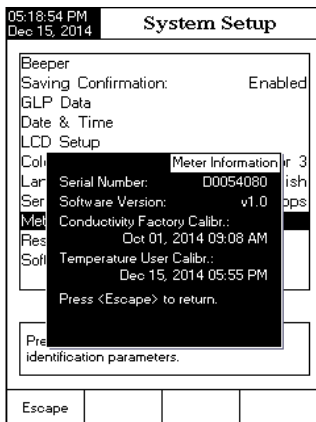 05:18:54 PM
Dec 15, 2014
System Setup
Beeper
Saving Confirmation: Enabled
GLP Data
Date & Time
LCD Setup
Meter Information
Serial Number: D0054080
Software Version: v1.0
Conductivity Factory Calibr.:
Oct 01, 2014 09:08 AM
Temperature User Calibr.:
Dec 15, 2014 05:55 PM
Press <Escape> to return.
identification parameters.
Escape